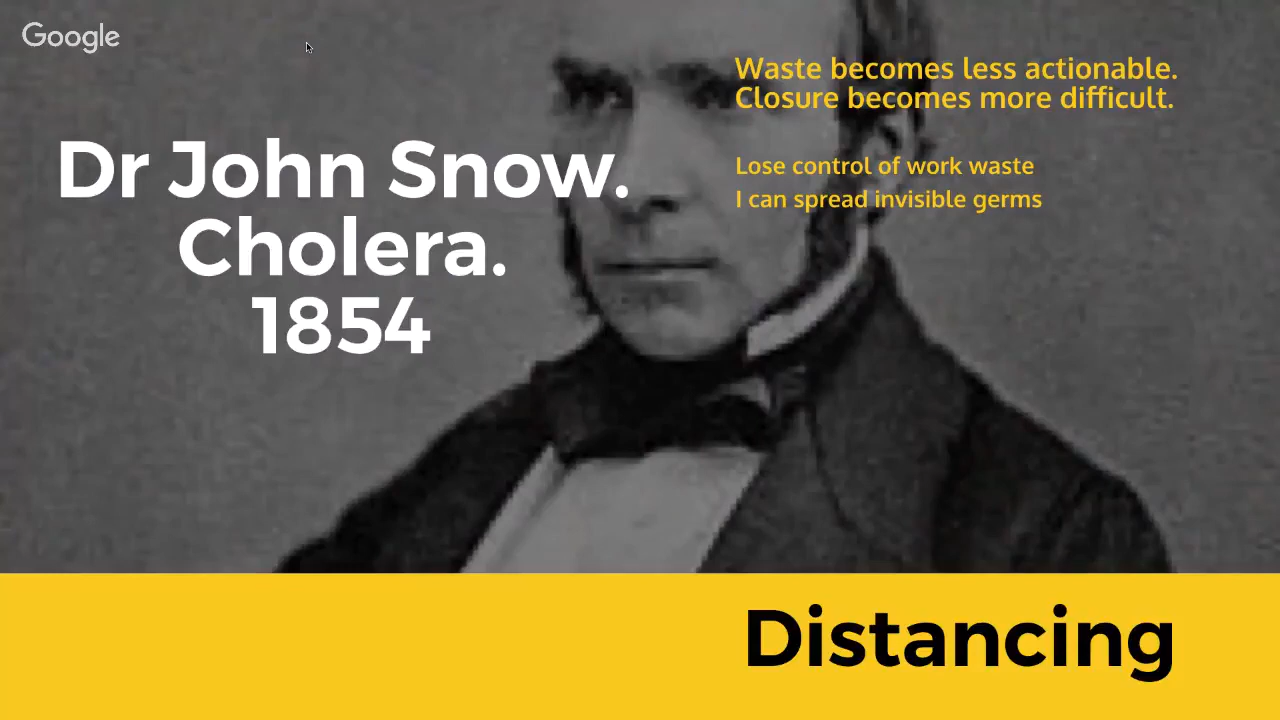 Google
Waste becomes less actionable.
Closure becomes more difficult.
Lose control of work waste
I can spread invisible germs
Dr John Snow.
Cholera.
1854
Distancing